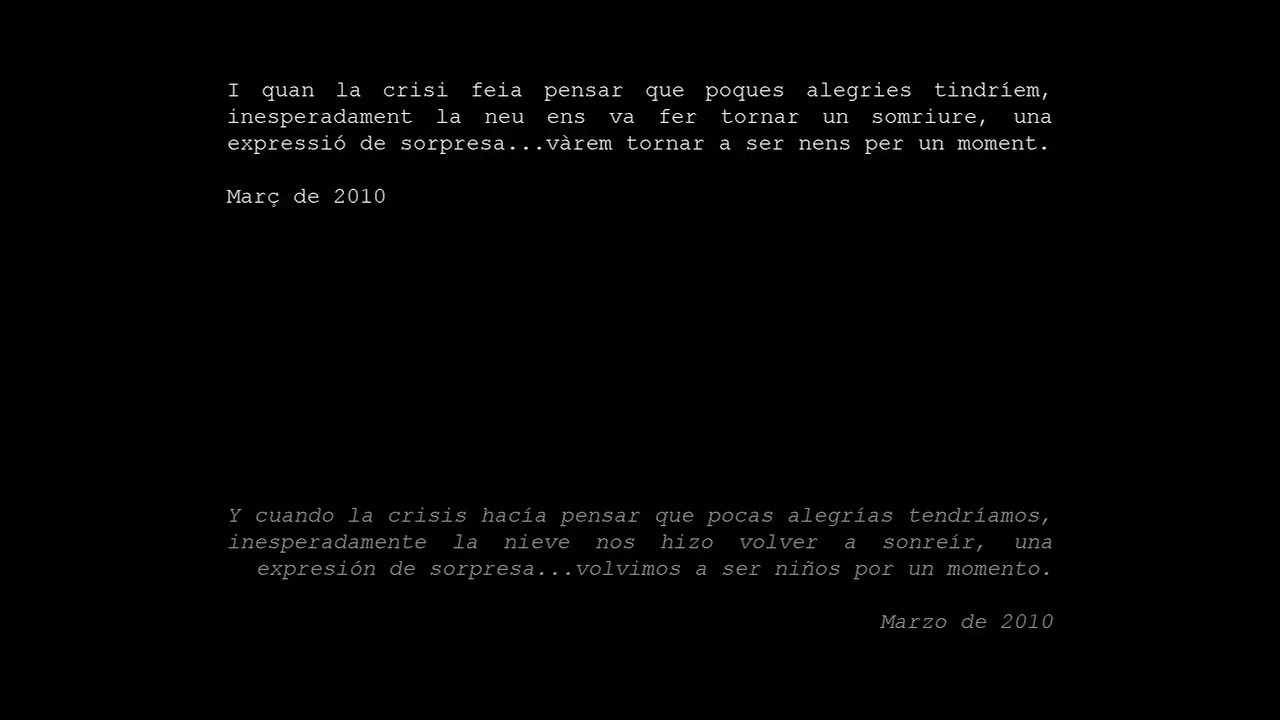 I quan la crisi feia pensar que poques alegries tindríem,
inesperadament la neu ens va fer tornar un somriure, una
expressió de sorpresa...vàrem tornar a ser nens per un moment.
Març de 2010
Y cuando la crisis hacía pensar que pocas alegrías tendríamos,
inesperadamente la nieve nos hizo volver a sonreír, una
expresión de sorpresa...volvimos a ser niños por un momento.
Marzo de 2010